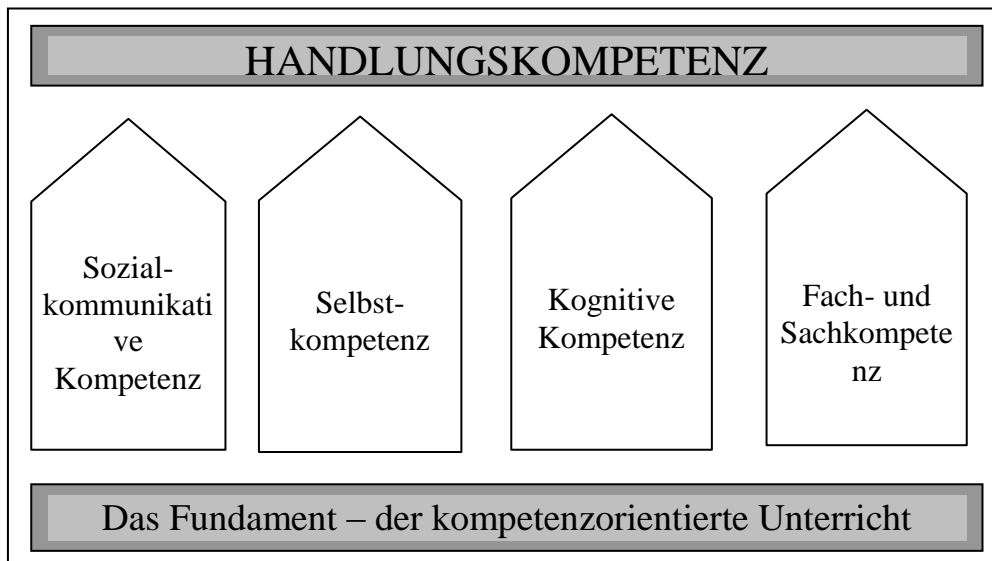 HANDLUNGSKOMPETENZ
Sozial-
kommunikati
ve
Kompetenz
Selbst-
kompetenz
Kognitive
Kompetenz
Fach- und
Sachkompete
nz
Das Fundament – der kompetenzorientierte Unterricht